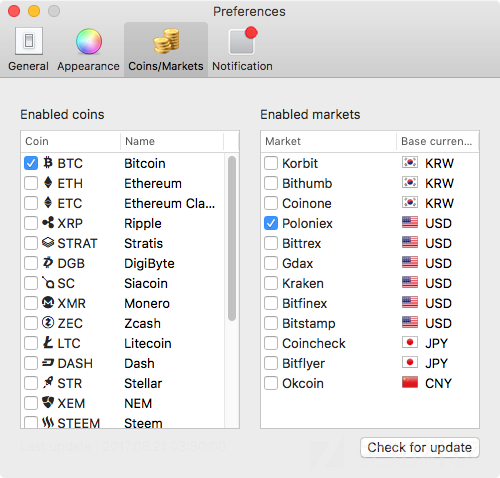 Preferences
General Appearance Coins/Markets Notification
Enabled coins
Coin Name
BTC Bitcoin
ETH Ethereum
ETC Ethereum Cla...
XRP Ripple
STRAT Stratis
DGB DigiByte
SC Siacoin
XMR Monero
ZEC Zcash
LTC Litecoin
DASH Dash
STR Stellar
XEM NEM
STEEM Steem
Enabled markets
Market Base curren...
Korbit KRW
Bithumb KRW
Coinone KRW
Poloniex USD
Bittrex USD
Gdax USD
Kraken USD
Bitfinex USD
Bitstamp USD
Coincheck JPY
Bitflyer JPY
Okcoin CNY
Check for update